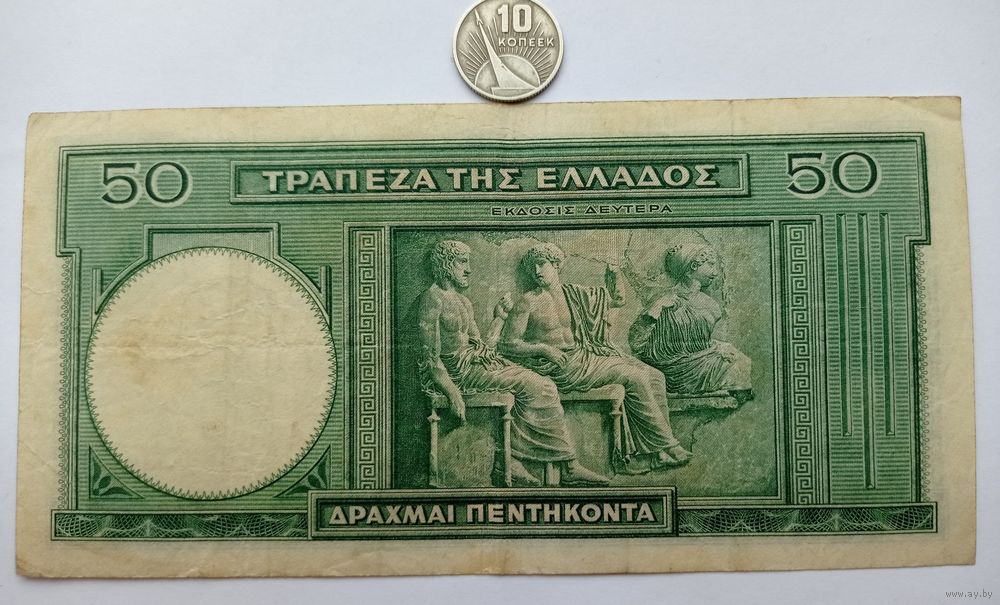 10
КОПЕЕК
50 ΤΡΑΠΕΖΑ ΤΗΣ ΕΛΛΑΔΟΣ 50
ΕΚΔΟΣΙΣ ΔΕΥΤΕΡΑ
ΔΡΑΧΜΑΙ ΠΕΝΤΗΚΟΝΤΑ
www.ay.by